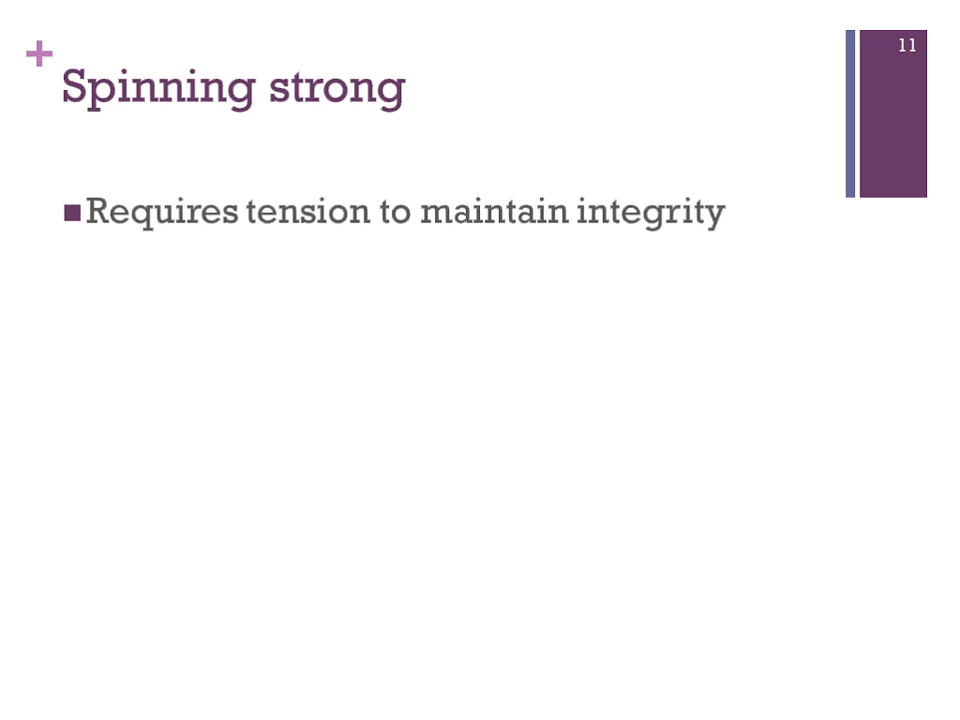 +
11
Spinning strong
■ Requires tension to maintain integrity